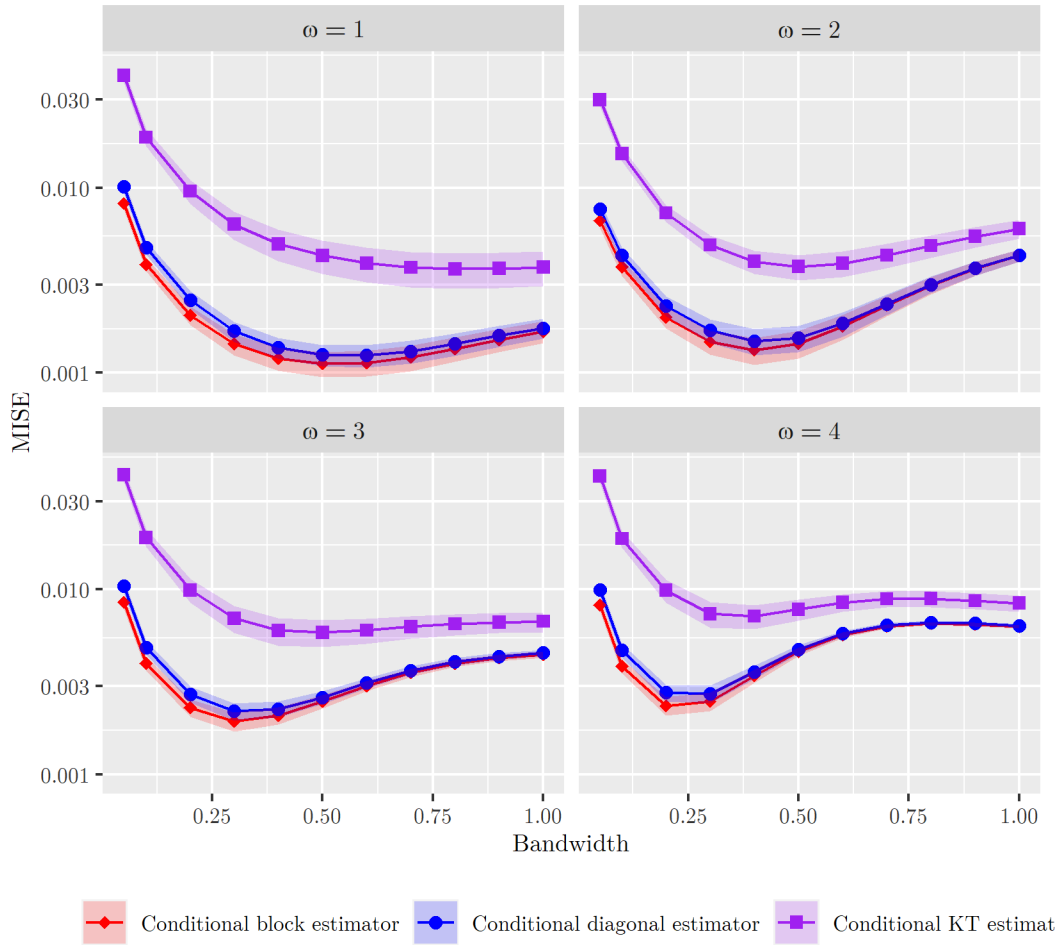 ω = 1
ω = 2
0.030
0.010
0.003
0.001
MISE
ω = 3
ω = 4
0.030
0.010
0.003
0.001
0.25 0.50 0.75 1.00
0.25 0.50 0.75 1.00
Bandwidth
Conditional block estimator
Conditional diagonal estimator
Conditional KT estimat